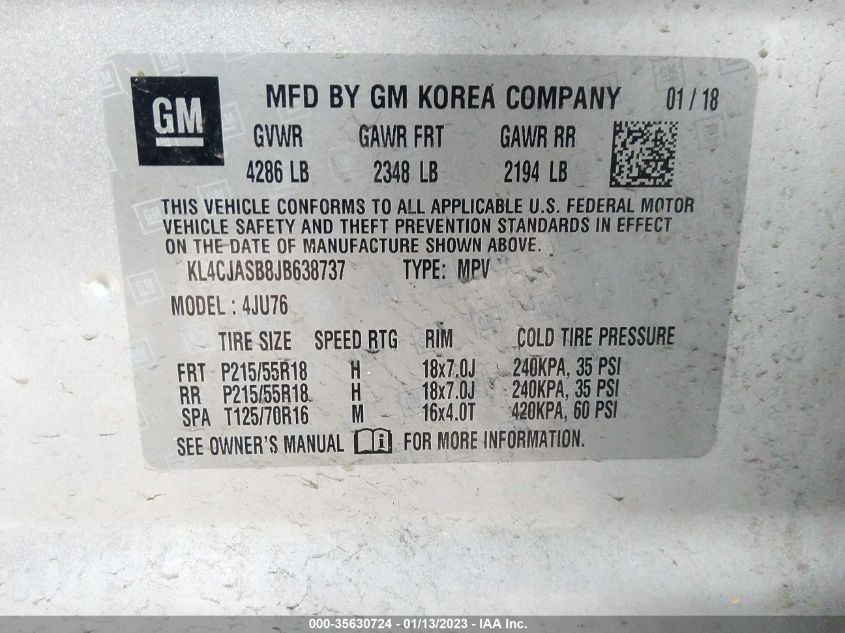 GM
MFD BY GM KOREA COMPANY 01 / 18
GVWR GAWR FRT GAWR RR
4286 LB 2348 LB 2194 LB
THIS VEHICLE CONFORMS TO ALL APPLICABLE U.S. FEDERAL MOTOR
VEHICLE SAFETY AND THEFT PREVENTION STANDARDS IN EFFECT
ON THE DATE OF MANUFACTURE SHOWN ABOVE.
KL4CJASB8JB638737 TYPE: MPV
MODEL : 4JU76
TIRE SIZE SPEED RTG RIM COLD TIRE PRESSURE
FRT P215/55R18 H 18x7.0J 240KPA, 35 PSI
RR P215/55R18 H 18x7.0J 240KPA, 35 PSI
SPA T125/70R16 M 16x4.0T 420KPA, 60 PSI
SEE OWNER'S MANUAL i FOR MORE INFORMATION.
000-35630724 - 01/13/2023 - IAA Inc.